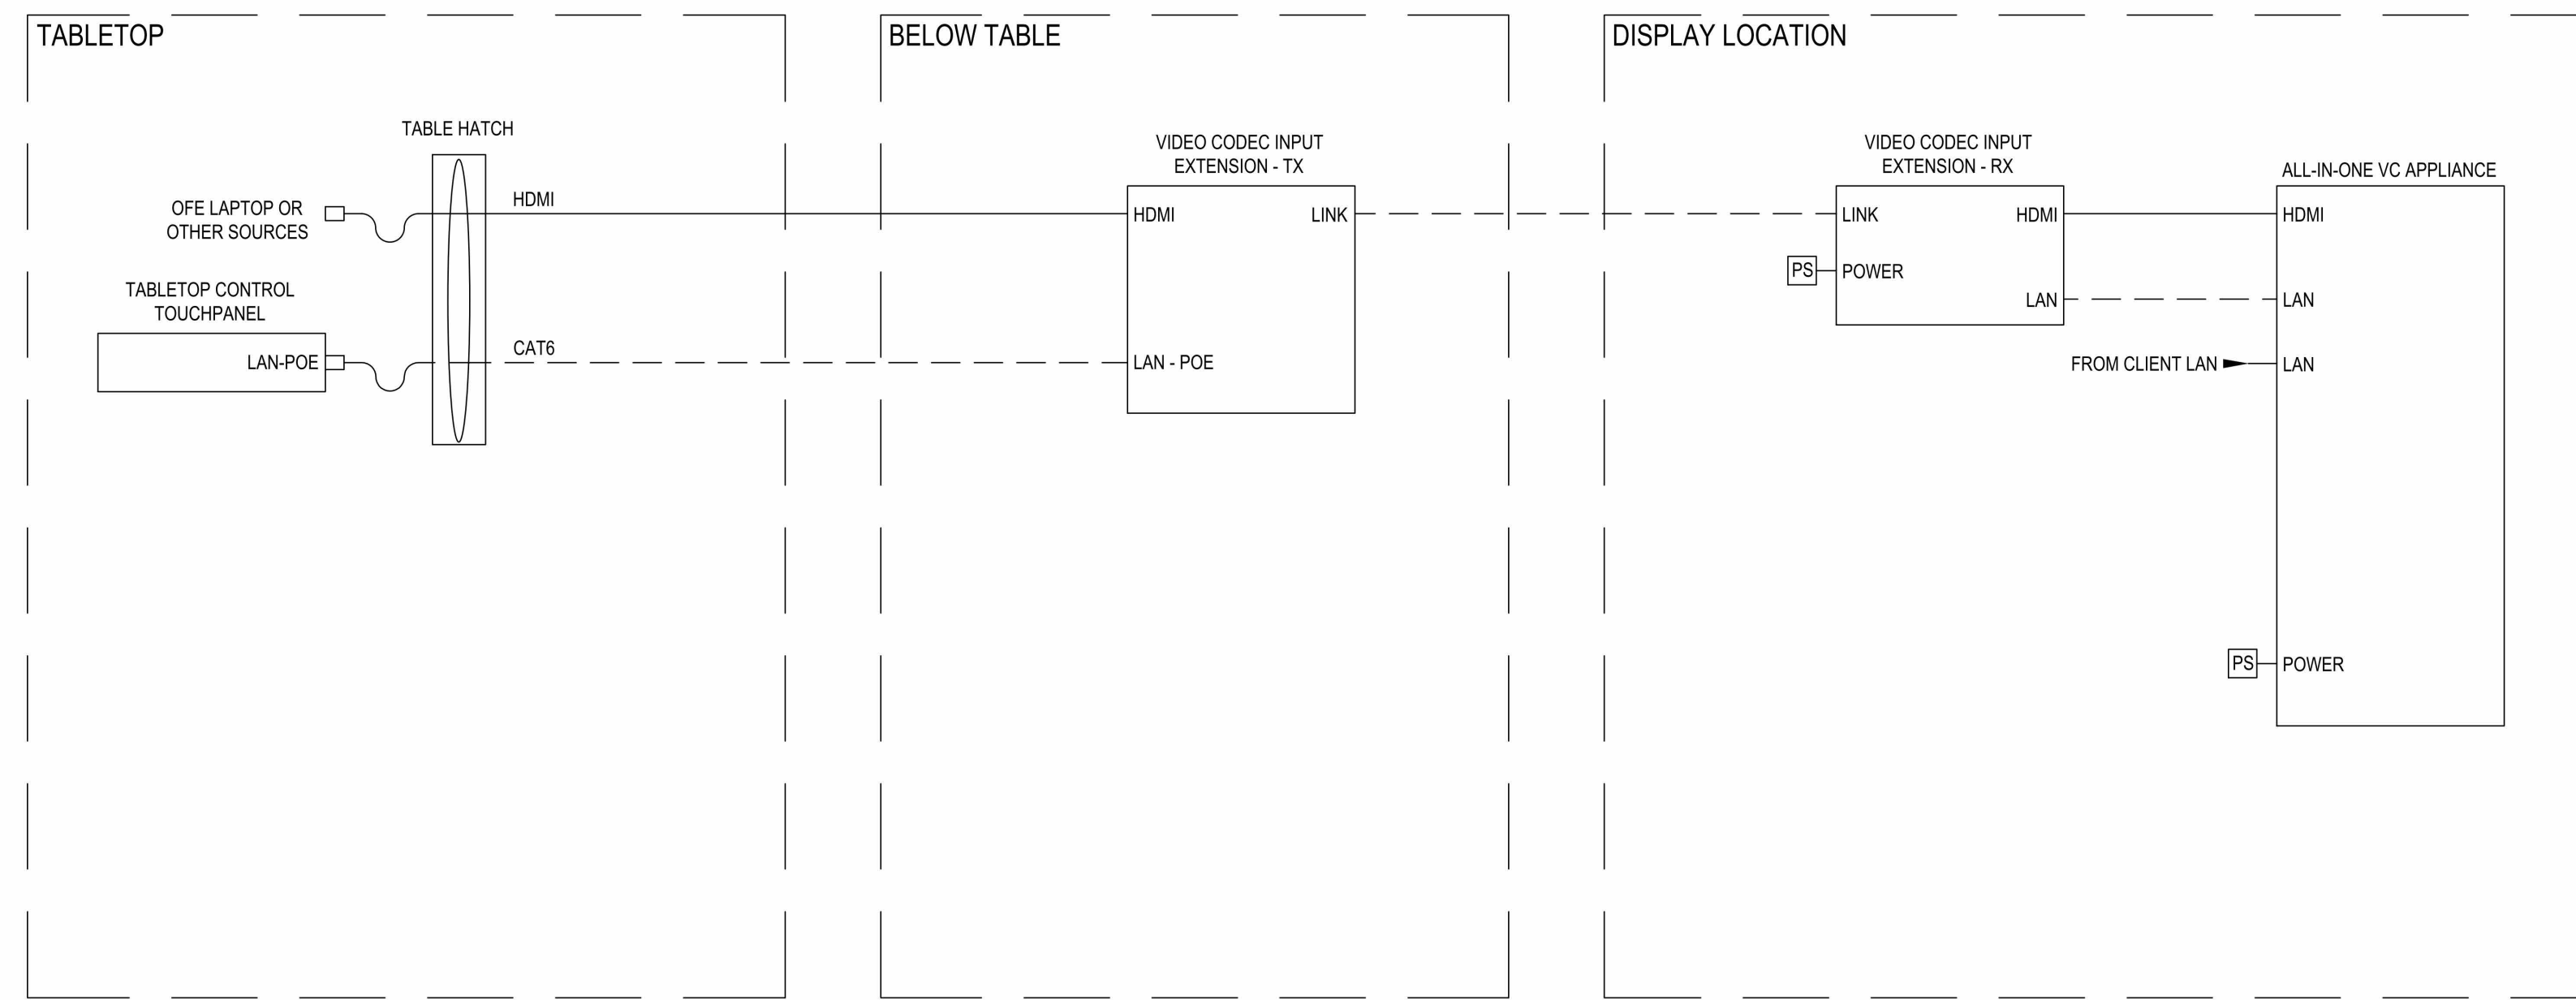 TABLETOP
TABLE HATCH
OFE LAPTOP OR
OTHER SOURCES
HDMI
TABLETOP CONTROL
TOUCHPANEL
LAN-POE
CAT6
BELOW TABLE
VIDEO CODEC INPUT
EXTENSION - TX
HDMI
LINK
LAN - POE
DISPLAY LOCATION
VIDEO CODEC INPUT
EXTENSION - RX
LINK
HDMI
PS
POWER
LAN
ALL-IN-ONE VC APPLIANCE
HDMI
LAN
FROM CLIENT LAN
LAN
PS
POWER